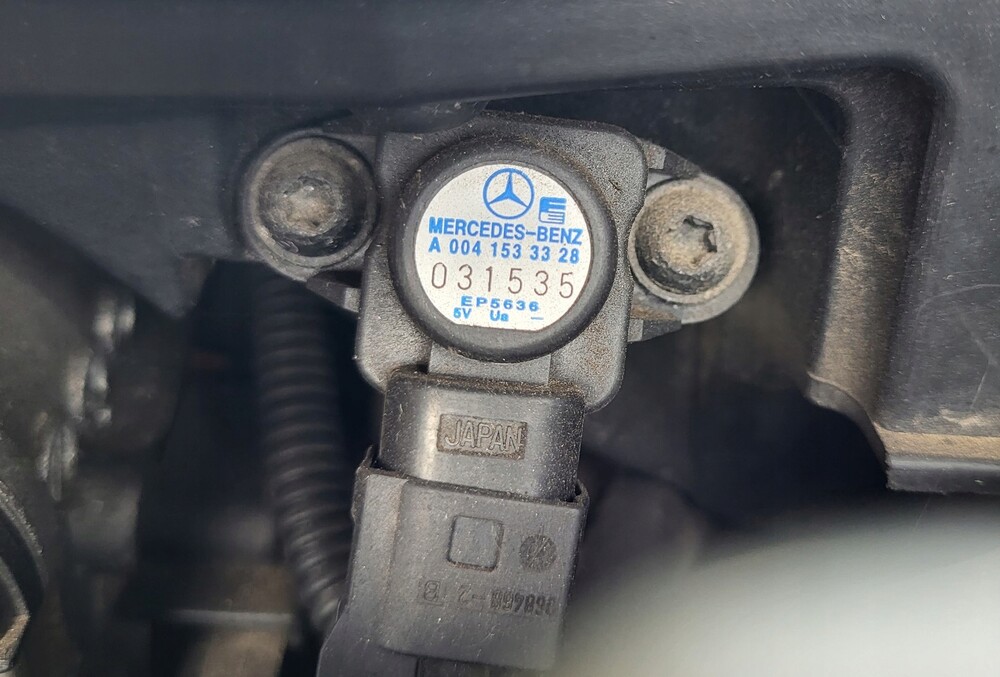 MERCEDES-BENZ
A 004 153 33 28
031535
EP5636
5V Ua –
JAPAN